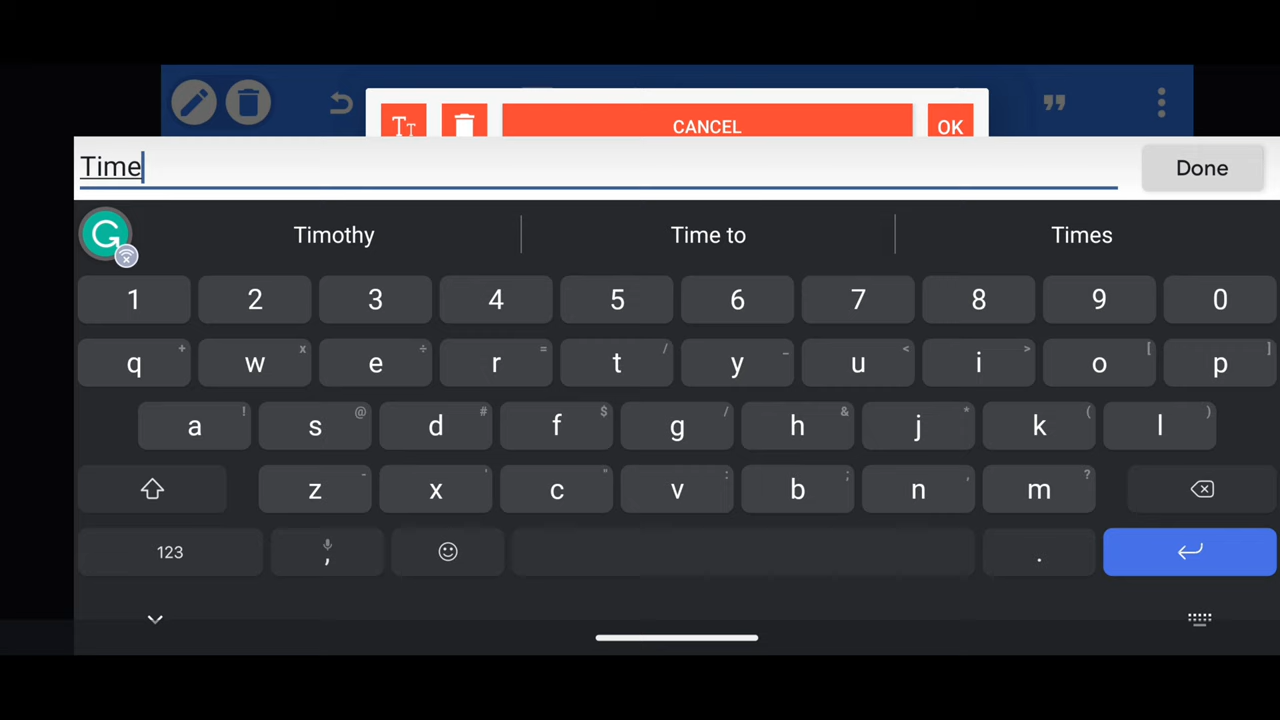 Tt
CANCEL
OK
Time
Done
G
Timothy
Time to
Times
1 2 3 4 5 6 7 8 9 0
q + w x e ÷ r = t / y _ u < i > o [ p ]
a ! s @ d # f $ g / h & j * k ( l )
z - x ' c " v : b ; n , m ?
123 , .